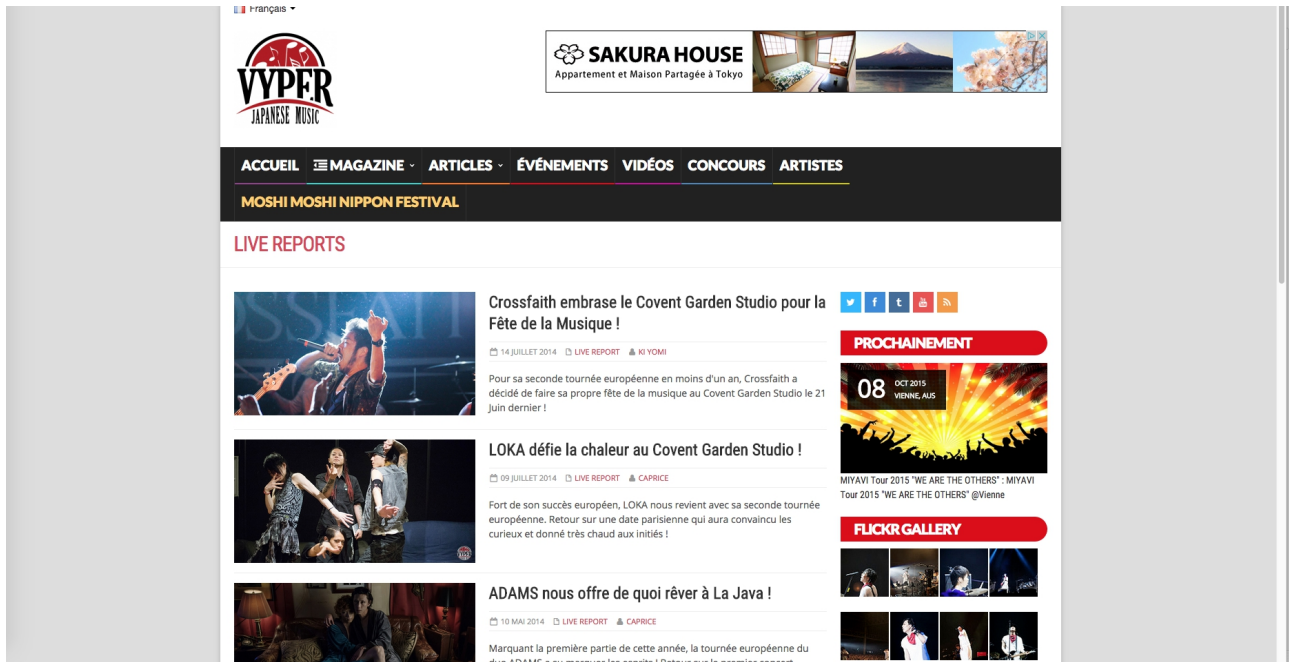 Français
VYPER
JAPANESE MUSIC
SAKURA HOUSE
Appartement et Maison Partagée à Tokyo
ACCUEIL MAGAZINE ARTICLES ÉVÉNEMENTS VIDÉOS CONCOURS ARTISTES
MOSHI MOSHI NIPPON FESTIVAL
LIVE REPORTS
Crossfaith embrase le Covent Garden Studio pour la
Fête de la Musique !
14 JUILLET 2014 LIVE REPORT KI YOMI
Pour sa seconde tournée européenne en moins d'un an, Crossfaith a
décidé de faire sa propre fête de la musique au Covent Garden Studio le 21
Juin dernier !
LOKA défie la chaleur au Covent Garden Studio !
09 JUILLET 2014 LIVE REPORT CAPRICE
Fort de son succès européen, LOKA nous revient avec sa seconde tournée
européenne. Retour sur une date parisienne qui aura convaincu les
curieux et donné très chaud aux initiés !
ADAMS nous offre de quoi rêver à La Java !
10 MAI 2014 LIVE REPORT CAPRICE
Marquant la première partie de cette année, la tournée européenne du
PROCHAINEMENT
08 OCT 2015
VIENNE, AUS
MIYAVI Tour 2015 "WE ARE THE OTHERS" : MIYAVI
Tour 2015 "WE ARE THE OTHERS" @Vienne
FLICKR GALLERY